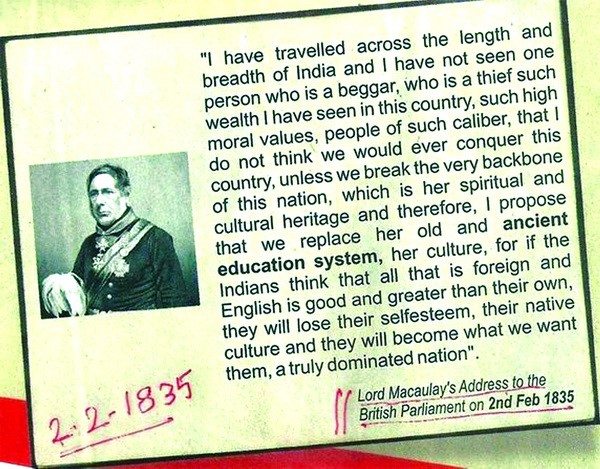 "I have travelled across the length and
breadth of India and I have not seen one
person who is a beggar, who is a thief such
wealth I have seen in this country, such high
moral values, people of such caliber, that I
do not think we would ever conquer this
country, unless we break the very backbone
of this nation, which is her spiritual and
cultural heritage and therefore, I propose
that we replace her old and ancient
education system, her culture, for if the
Indians think that all that is foreign and
English is good and greater than their own,
they will lose their selfesteem, their native
culture and they will become what we want
them, a truly dominated nation".
Lord Macaulay's Address to the
British Parliament on 2nd Feb 1835
2-2-1835